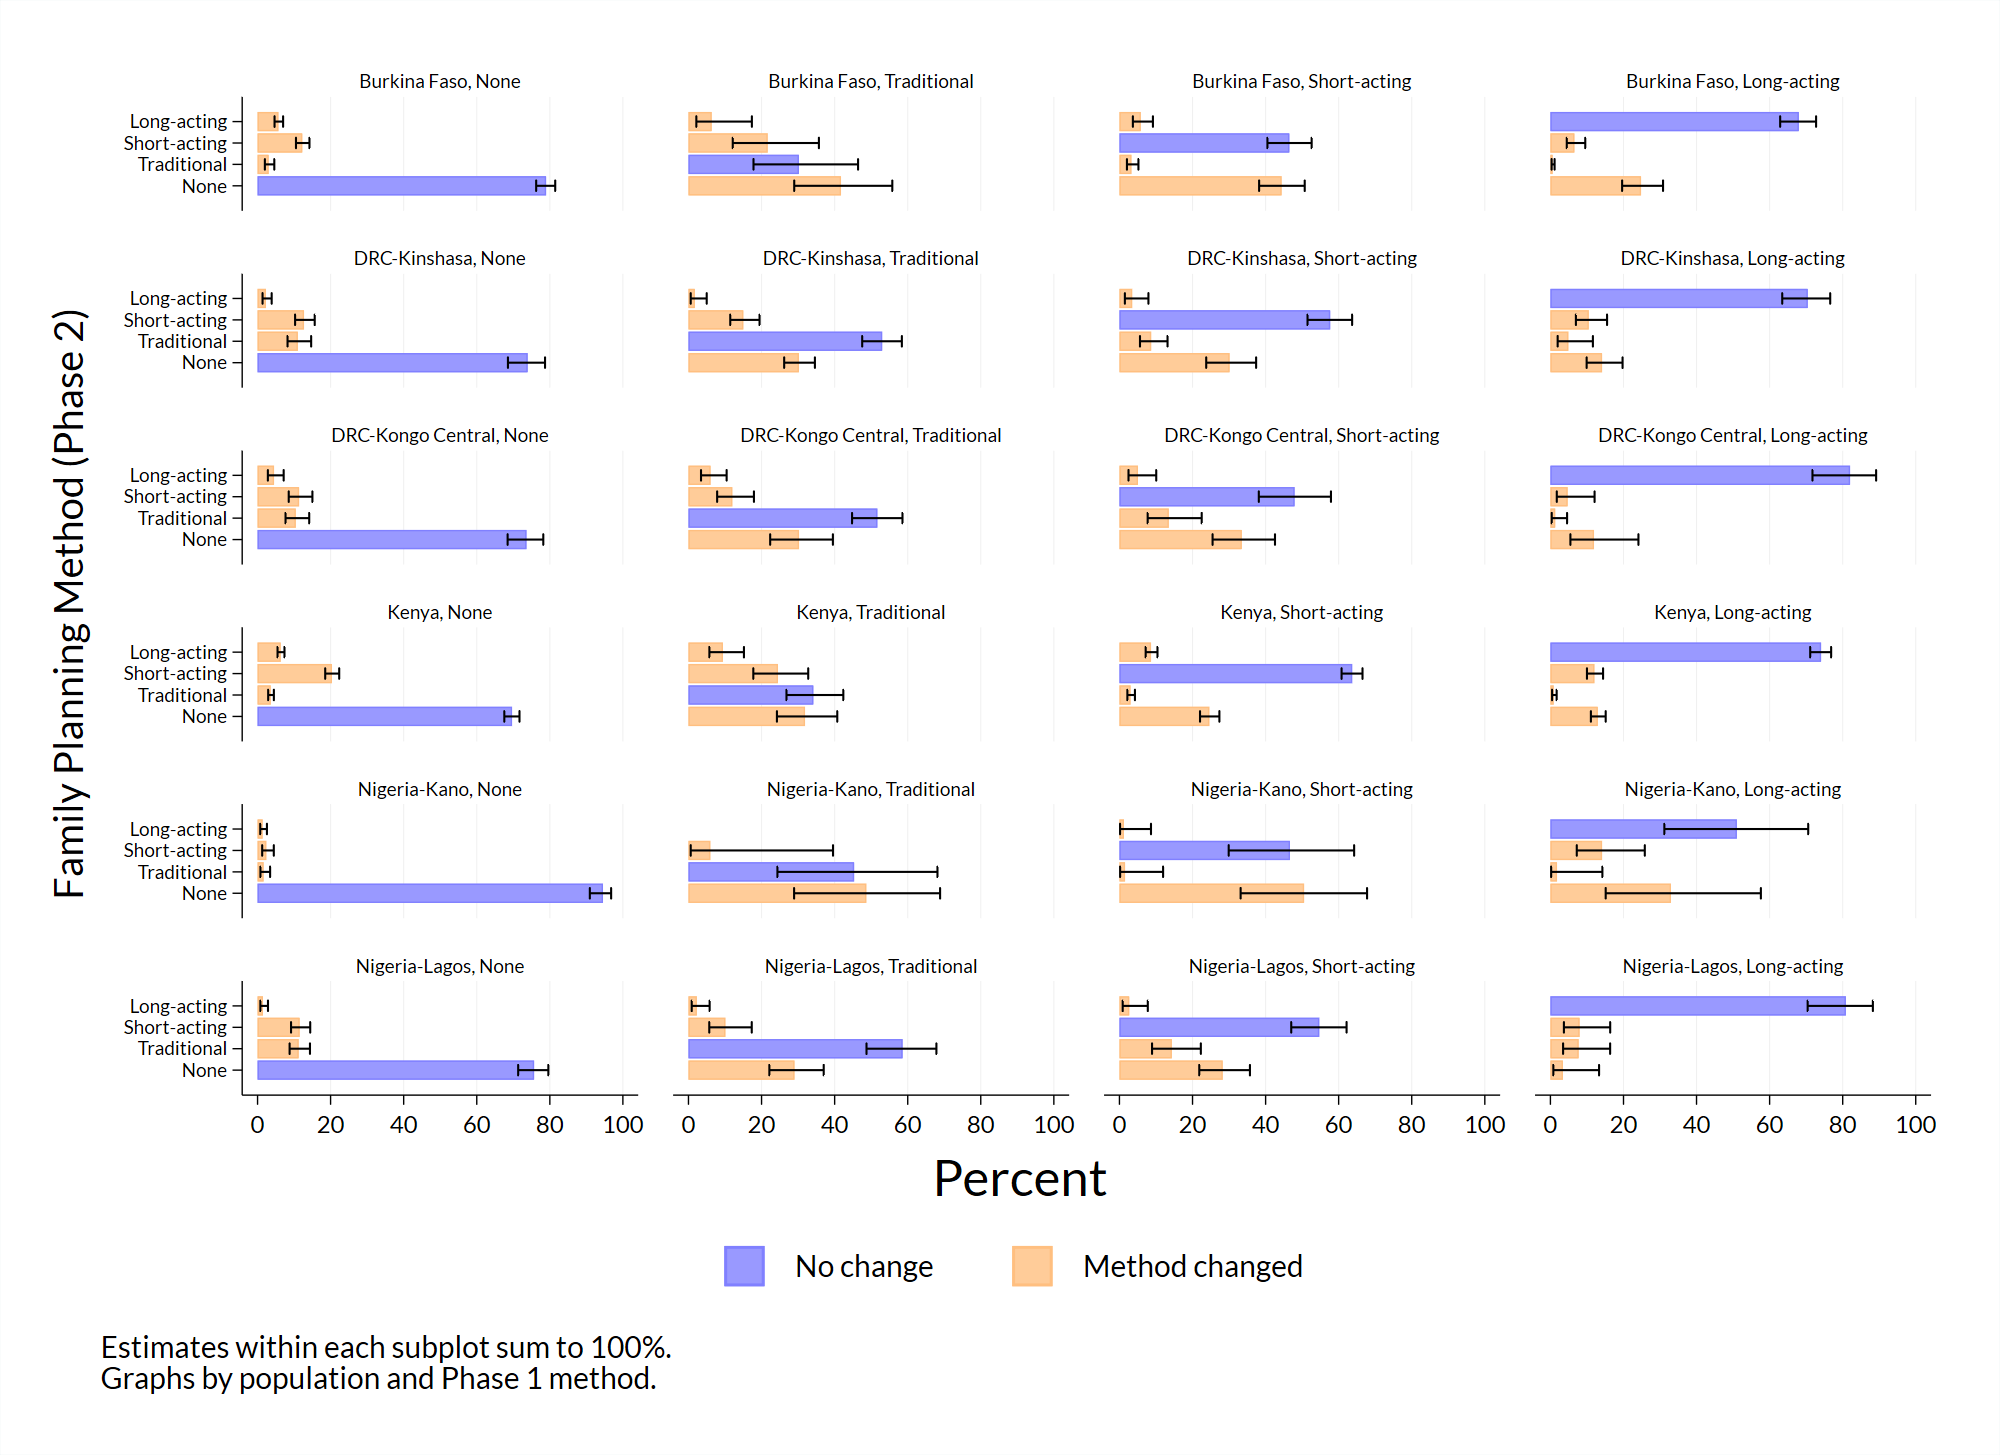 Burkina Faso, None
Burkina Faso, Traditional
Burkina Faso, Short-acting
Burkina Faso, Long-acting
Long-acting
Short-acting
Traditional
None
DRC-Kinshasa, None
DRC-Kinshasa, Traditional
DRC-Kinshasa, Short-acting
DRC-Kinshasa, Long-acting
Long-acting
Short-acting
Traditional
None
DRC-Kongo Central, None
DRC-Kongo Central, Traditional
DRC-Kongo Central, Short-acting
DRC-Kongo Central, Long-acting
Long-acting
Short-acting
Traditional
None
Kenya, None
Kenya, Traditional
Kenya, Short-acting
Kenya, Long-acting
Long-acting
Short-acting
Traditional
None
Nigeria-Kano, None
Nigeria-Kano, Traditional
Nigeria-Kano, Short-acting
Nigeria-Kano, Long-acting
Long-acting
Short-acting
Traditional
None
Nigeria-Lagos, None
Nigeria-Lagos, Traditional
Nigeria-Lagos, Short-acting
Nigeria-Lagos, Long-acting
Long-acting
Short-acting
Traditional
None
0 20 40 60 80 100
0 20 40 60 80 100
0 20 40 60 80 100
0 20 40 60 80 100
Family Planning Method (Phase 2)
Percent
No change
Method changed
Estimates within each subplot sum to 100%.
Graphs by population and Phase 1 method.